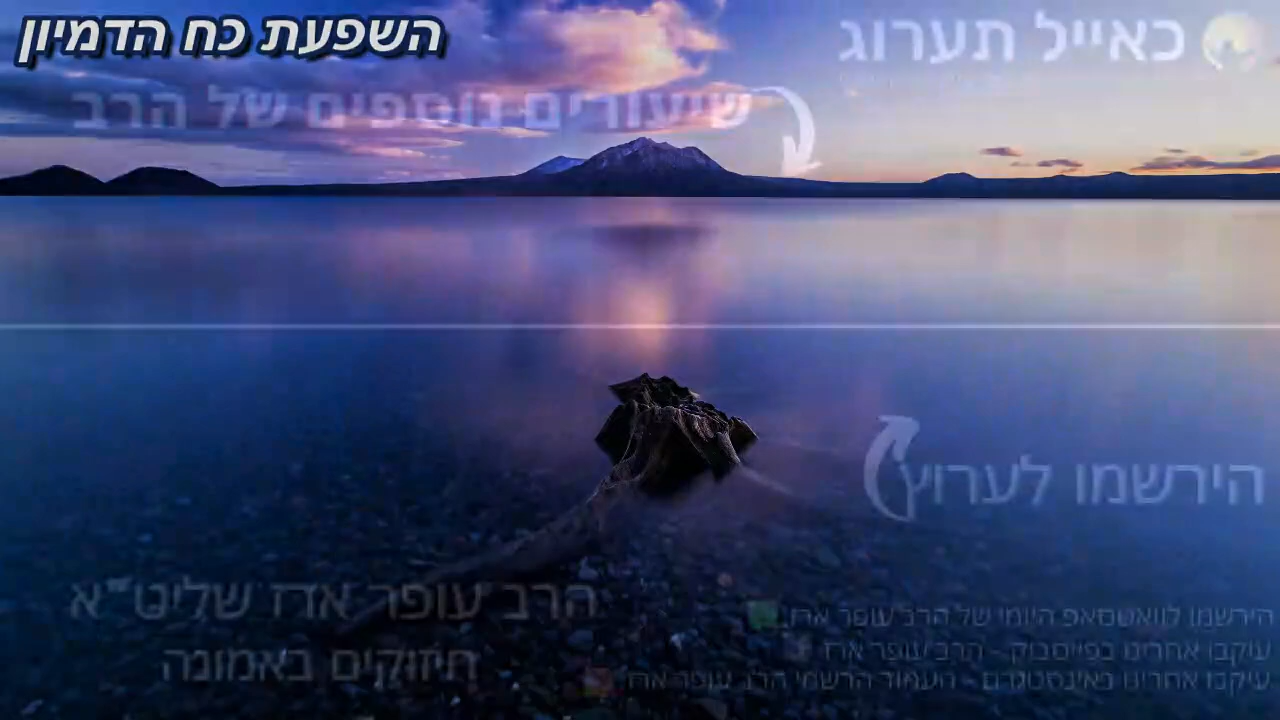 השפעת כח הדמיון
כאייל תערוג
שיעורים נוספים של הרב
הירשמו לערוץ
הרב עופר ארז שליט"א
חיזוקים באמונה
הירשמו לוואטסאפ היומי של הרב עופר ארז
עיקבו אחרינו בפייסבוק - הרב עופר ארז
עיקבו אחרינו באינסטגרם - העמוד הרשמי הרב עופר ארז